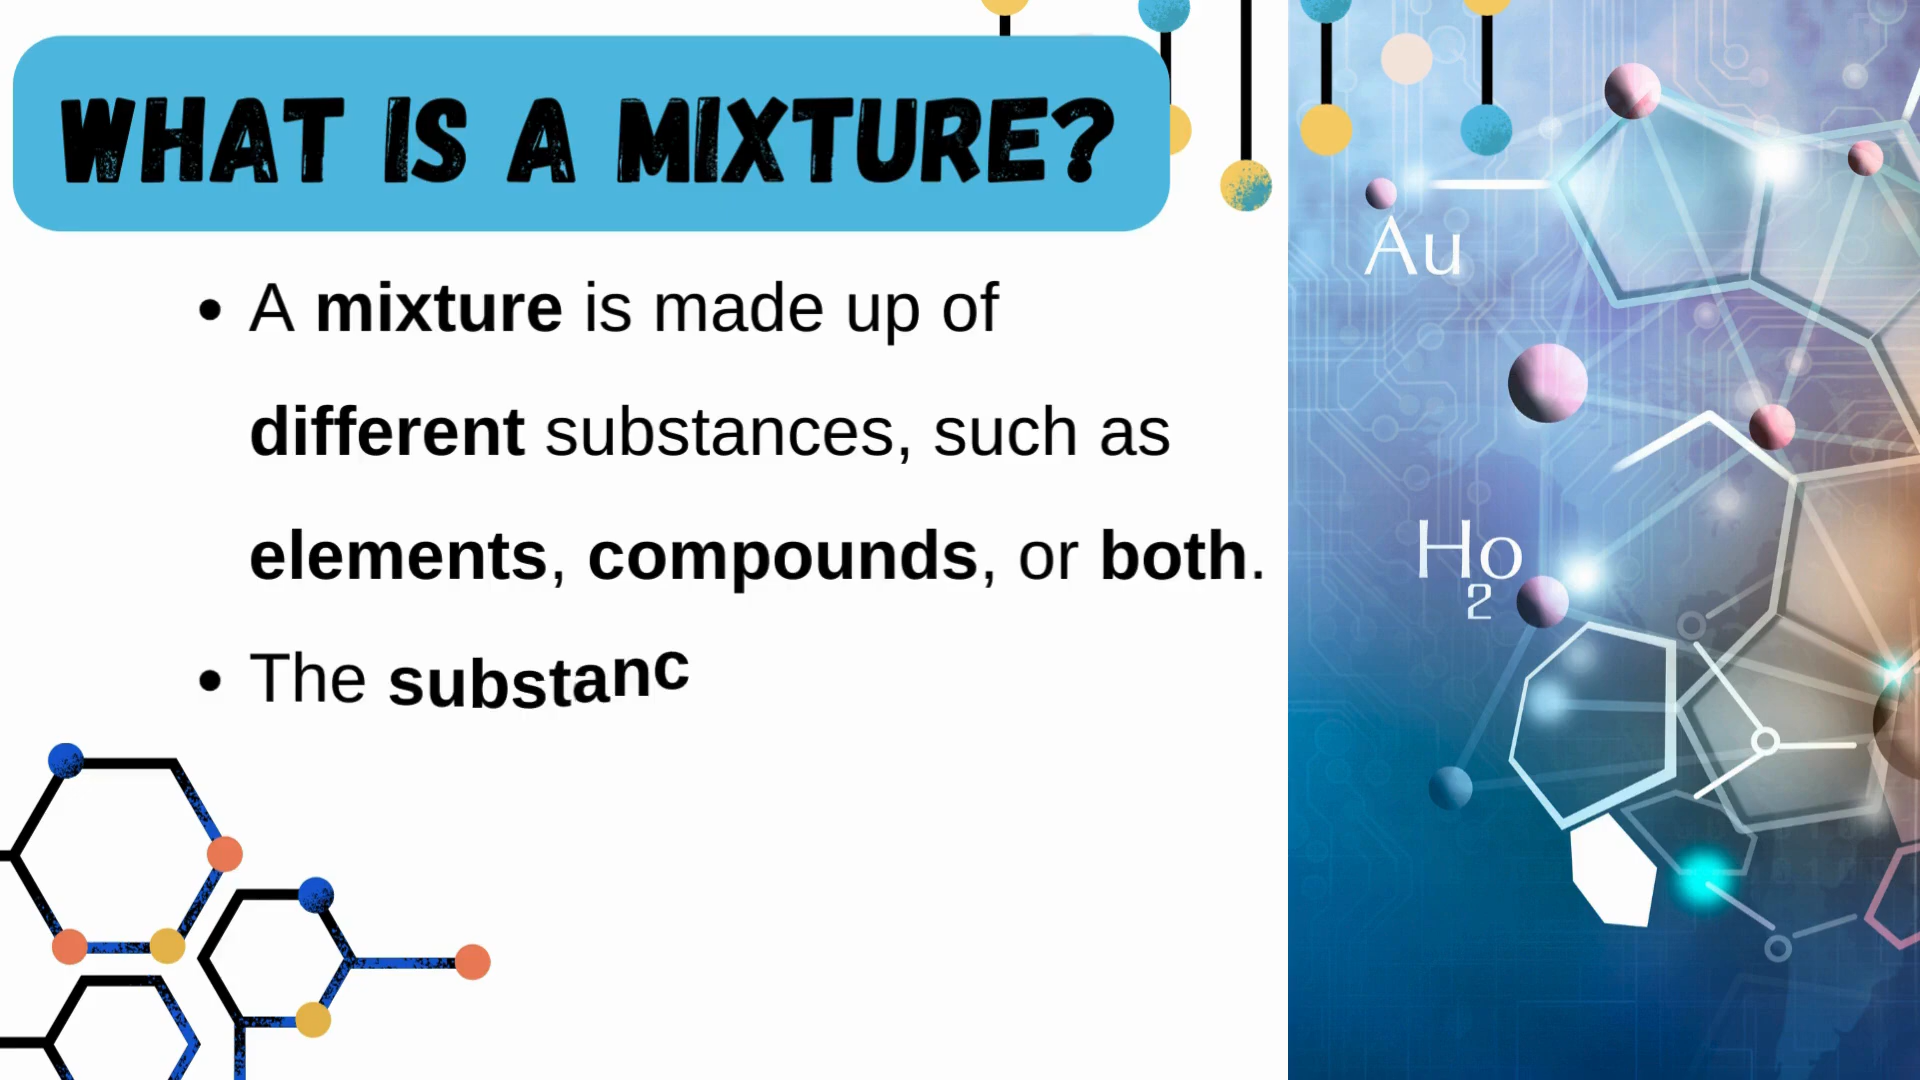 WHAT IS A MIXTURE?
• A mixture is made up of
different substances, such as
elements, compounds, or both.
• The substanc
Au
Ho
2